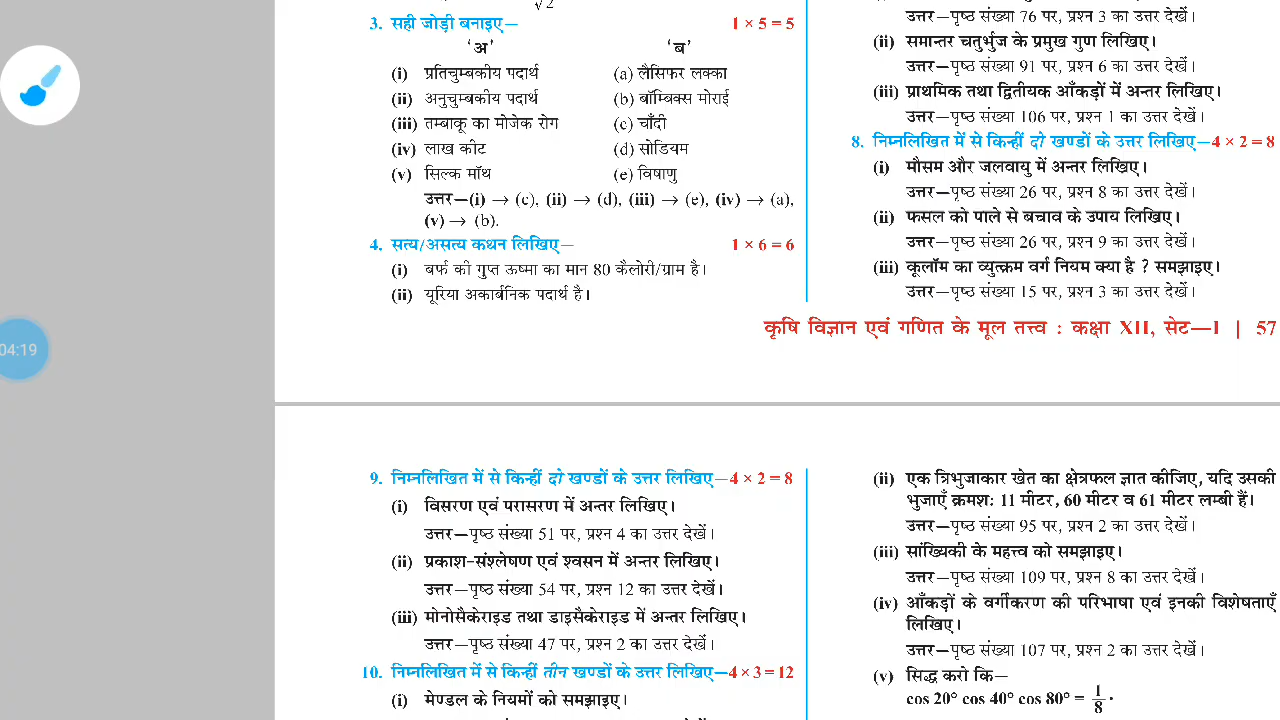 √2
3. सही जोड़ी बनाइए— 1 × 5 = 5
'अ' 'ब'
(i) प्रतिचुम्बकीय पदार्थ (a) लैसिफर लक्का
(ii) अनुचुम्बकीय पदार्थ (b) बॉम्बिक्स मोराई
(iii) तम्बाकू का मोजेक रोग (c) चाँदी
(iv) लाख कीट (d) सोडियम
(v) सिल्क मॉथ (e) विषाणु
उत्तर—(i) → (c), (ii) → (d), (iii) → (e), (iv) → (a),
(v) → (b).
4. सत्य/असत्य कथन लिखिए— 1 × 6 = 6
(i) बर्फ की गुप्त ऊष्मा का मान 80 कैलोरी/ग्राम है।
(ii) यूरिया अकार्बनिक पदार्थ है।
उत्तर—पृष्ठ संख्या 76 पर, प्रश्न 3 का उत्तर देखें।
(ii) समान्तर चतुर्भुज के प्रमुख गुण लिखिए।
उत्तर—पृष्ठ संख्या 91 पर, प्रश्न 6 का उत्तर देखें।
(iii) प्राथमिक तथा द्वितीयक आँकड़ों में अन्तर लिखिए।
उत्तर—पृष्ठ संख्या 106 पर, प्रश्न 1 का उत्तर देखें।
8. निम्नलिखित में से किन्हीं दो खण्डों के उत्तर लिखिए—4 × 2 = 8
(i) मौसम और जलवायु में अन्तर लिखिए।
उत्तर—पृष्ठ संख्या 26 पर, प्रश्न 8 का उत्तर देखें।
(ii) फसल को पाले से बचाव के उपाय लिखिए।
उत्तर—पृष्ठ संख्या 26 पर, प्रश्न 9 का उत्तर देखें।
(iii) कूलॉम का व्युत्क्रम वर्ग नियम क्या है ? समझाइए।
उत्तर—पृष्ठ संख्या 15 पर, प्रश्न 3 का उत्तर देखें।
कृषि विज्ञान एवं गणित के मूल तत्त्व : कक्षा XII, सेट—1 | 57
04:19
9. निम्नलिखित में से किन्हीं दो खण्डों के उत्तर लिखिए—4 × 2 = 8
(i) विसरण एवं परासरण में अन्तर लिखिए।
उत्तर—पृष्ठ संख्या 51 पर, प्रश्न 4 का उत्तर देखें।
(ii) प्रकाश-संश्लेषण एवं श्वसन में अन्तर लिखिए।
उत्तर—पृष्ठ संख्या 54 पर, प्रश्न 12 का उत्तर देखें।
(iii) मोनोसैकेराइड तथा डाइसैकेराइड में अन्तर लिखिए।
उत्तर—पृष्ठ संख्या 47 पर, प्रश्न 2 का उत्तर देखें।
10. निम्नलिखित में से किन्हीं तीन खण्डों के उत्तर लिखिए—4 × 3 = 12
(i) मेण्डल के नियमों को समझाइए।
(ii) एक त्रिभुजाकार खेत का क्षेत्रफल ज्ञात कीजिए, यदि उसकी
भुजाएँ क्रमशः 11 मीटर, 60 मीटर व 61 मीटर लम्बी हैं।
उत्तर—पृष्ठ संख्या 95 पर, प्रश्न 2 का उत्तर देखें।
(iii) सांख्यिकी के महत्त्व को समझाइए।
उत्तर—पृष्ठ संख्या 109 पर, प्रश्न 8 का उत्तर देखें।
(iv) आँकड़ों के वर्गीकरण की परिभाषा एवं इनकी विशेषताएँ
लिखिए।
उत्तर—पृष्ठ संख्या 107 पर, प्रश्न 2 का उत्तर देखें।
(v) सिद्ध करो कि—
cos 20° cos 40° cos 80° = 1/8 .